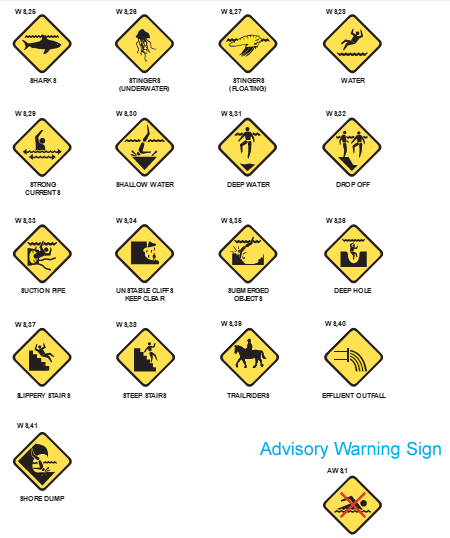 W 8,25 W 8,26 W 8,27 W 8,28
SHARKS STINGERS STINGERS WATER
(UNDERWATER) (FLOATING)
W 8,29 W 8,30 W 8,31 W 8,32
STRONG SHALLOW WATER DEEP WATER DROP OFF
CURRENTS
W 8,33 W 8,34 W 8,35 W 8,36
SUCTION PIPE UNSTABLE CLIFFS SUBMERGED DEEP HOLE
KEEP CLEAR OBJECTS
W 8,37 W 8,38 W 8,39 W 8,40
SLIPPERY STAIRS STEEP STAIRS TRAILRIDERS EFFLUENT OUTFALL
W 8,41
Advisory Warning Sign
AW 8,1
SHORE DUMP